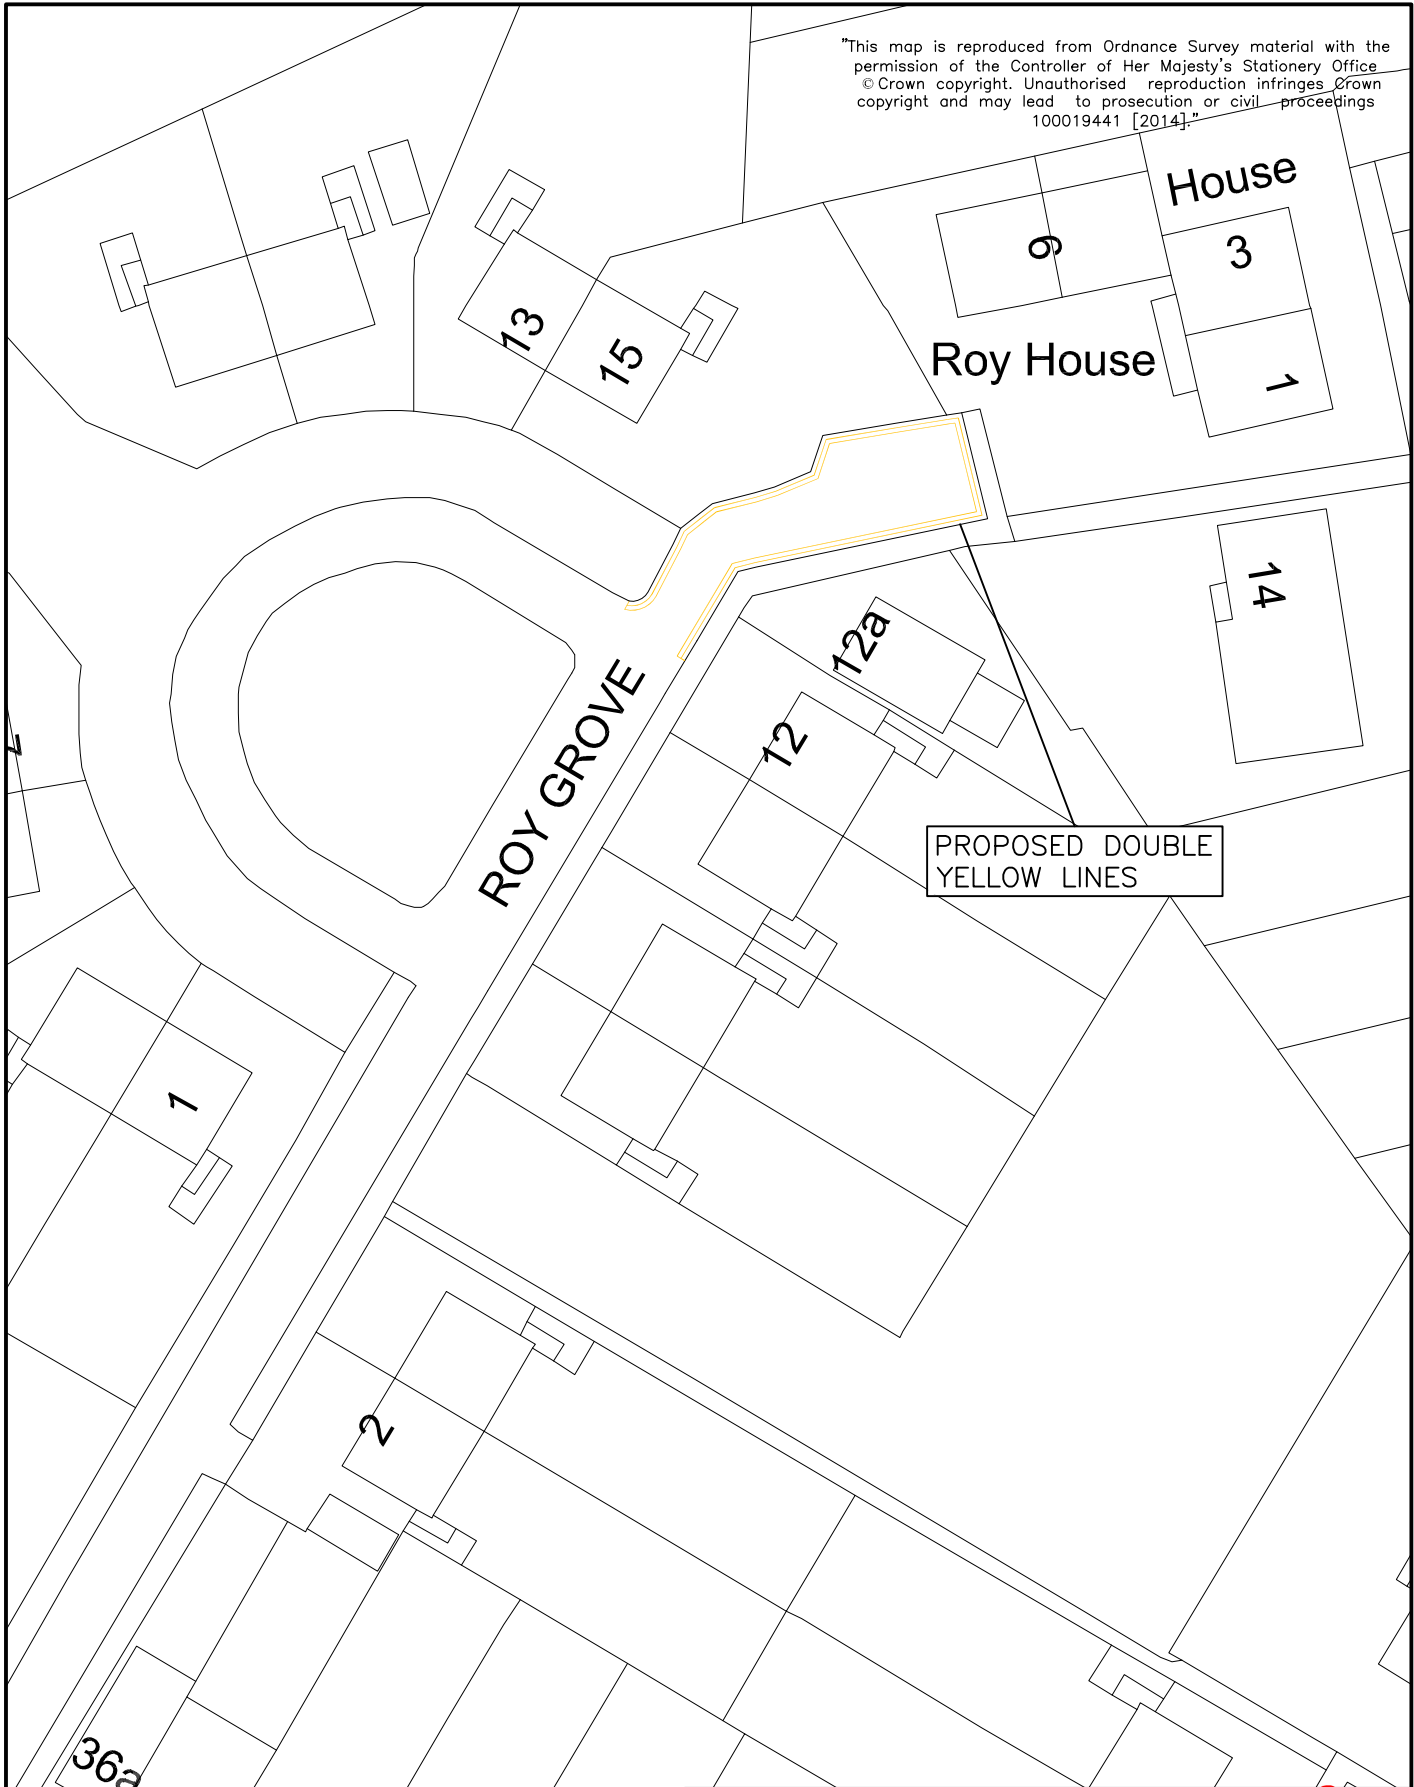 "This map is reproduced from Ordnance Survey material with the
permission of the Controller of Her Majesty's Stationery Office
© Crown copyright. Unauthorised reproduction infringes Crown
copyright and may lead to prosecution or civil proceedings
100019441 [2014]."
House
6
3
13
15
Roy House
1
14
12a
ROY GROVE
12
7
PROPOSED DOUBLE
YELLOW LINES
1
2
36a